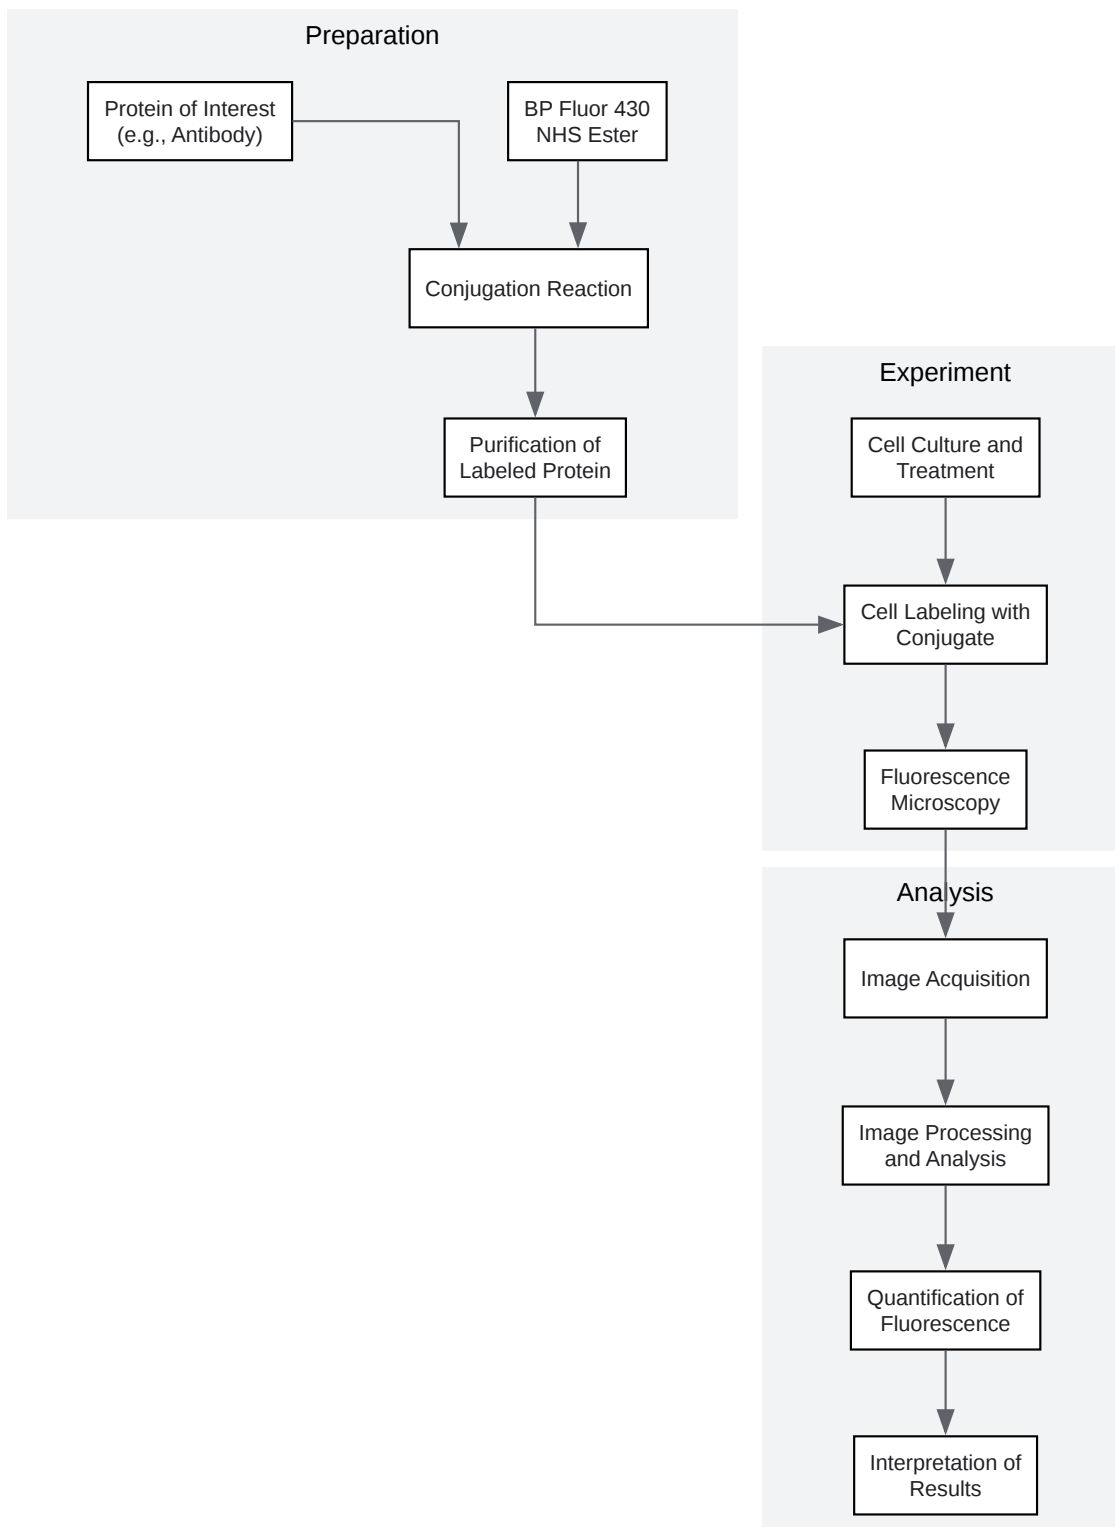 Preparation
Protein of Interest
(e.g., Antibody)
BP Fluor 430
NHS Ester
Conjugation Reaction
Purification of
Labeled Protein
Experiment
Cell Culture and
Treatment
Cell Labeling with
Conjugate
Fluorescence
Microscopy
Analysis
Image Acquisition
Image Processing
and Analysis
Quantification of
Fluorescence
Interpretation of
Results